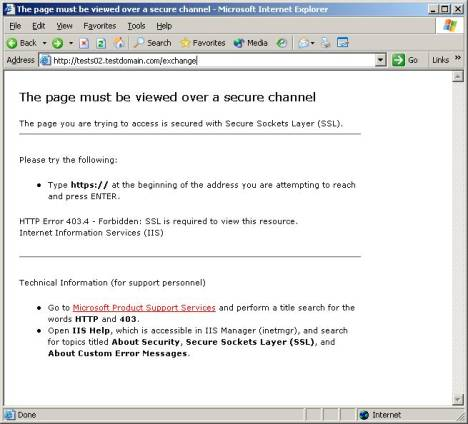 The page must be viewed over a secure channel - Microsoft Internet Explorer
File Edit View Favorites Tools Help
Back Search Favorites Media
Address http://tests02.testdomain.com/exchange Go Links »
The page must be viewed over a secure channel
The page you are trying to access is secured with Secure Sockets Layer (SSL).
Please try the following:
• Type https:// at the beginning of the address you are attempting to reach
and press ENTER.
HTTP Error 403.4 - Forbidden: SSL is required to view this resource.
Internet Information Services (IIS)
Technical Information (for support personnel)
• Go to Microsoft Product Support Services and perform a title search for the
words HTTP and 403.
• Open IIS Help, which is accessible in IIS Manager (inetmgr), and search
for topics titled About Security, Secure Sockets Layer (SSL), and
About Custom Error Messages.
Done Internet